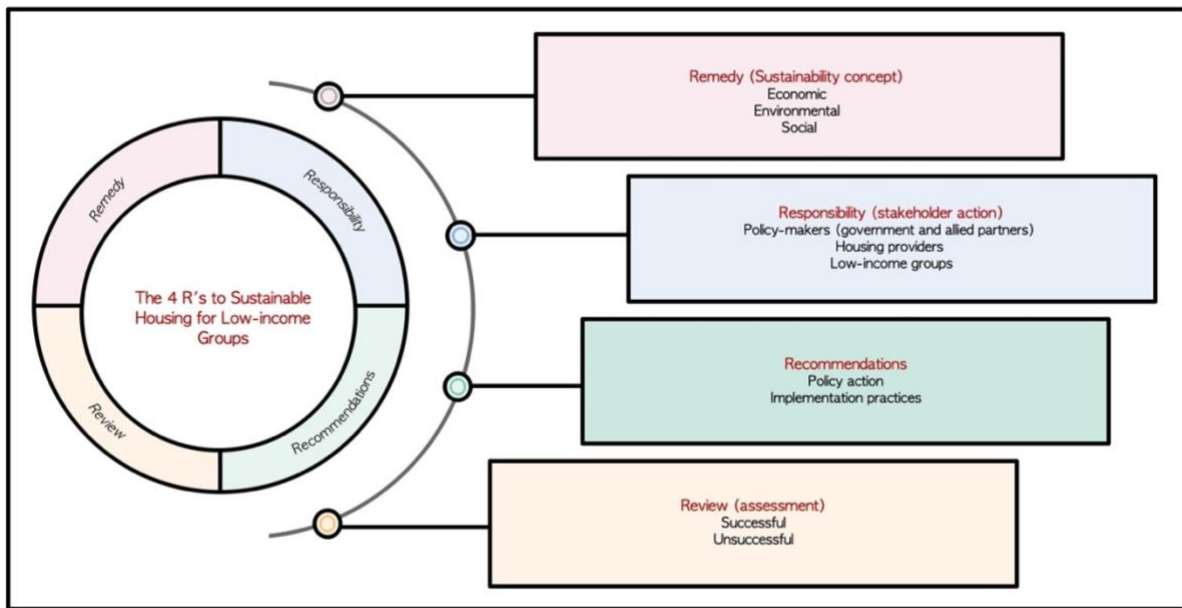 Remedy
Responsibility
The 4 R´s to Sustainable
Housing for Low-income
Groups
Review
Recommendations
Remedy (Sustainability concept)
Economic
Environmental
Social
Responsibility (stakeholder action)
Policy-makers (government and allied partners)
Housing providers
Low-income groups
Recommendations
Policy action
Implementation practices
Review (assessment)
Successful
Unsuccessful